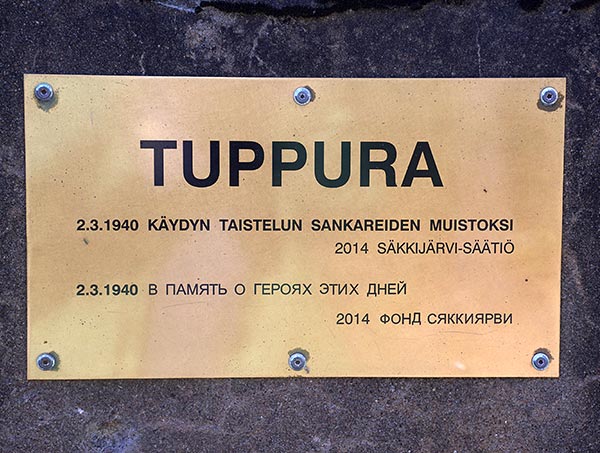 TUPPURA
2.3.1940 KÄYDYN TAISTELUN SANKAREIDEN MUISTOKSI
2014 SÄKKIJÄRVI-SÄÄTIÖ
2.3.1940 В ПАМЯТЬ О ГЕРОЯХ ЭТИХ ДНЕЙ
2014 ФОНД СЯККИЯРВИ